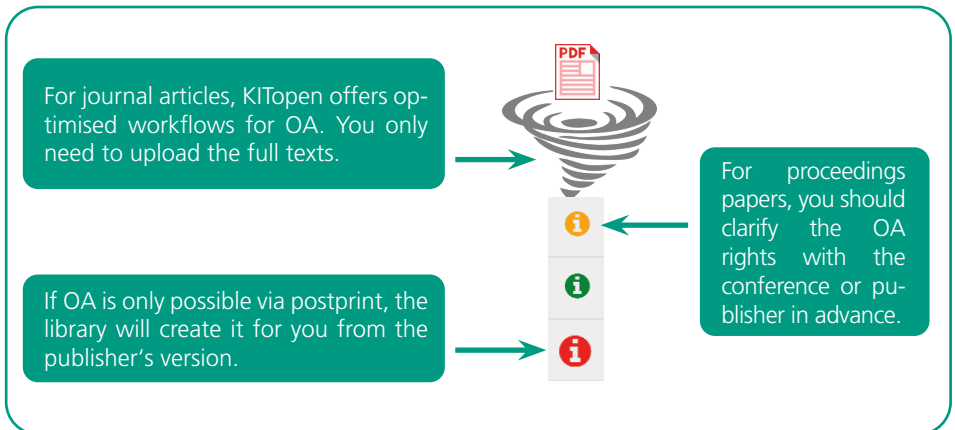 PDF
For journal articles, KITopen offers op-
timised workflows for OA. You only
need to upload the full texts.
For proceedings
papers, you should
clarify the OA
rights with the
conference or pu-
blisher in advance.
If OA is only possible via postprint, the
library will create it for you from the
publisher's version.
i
i
i